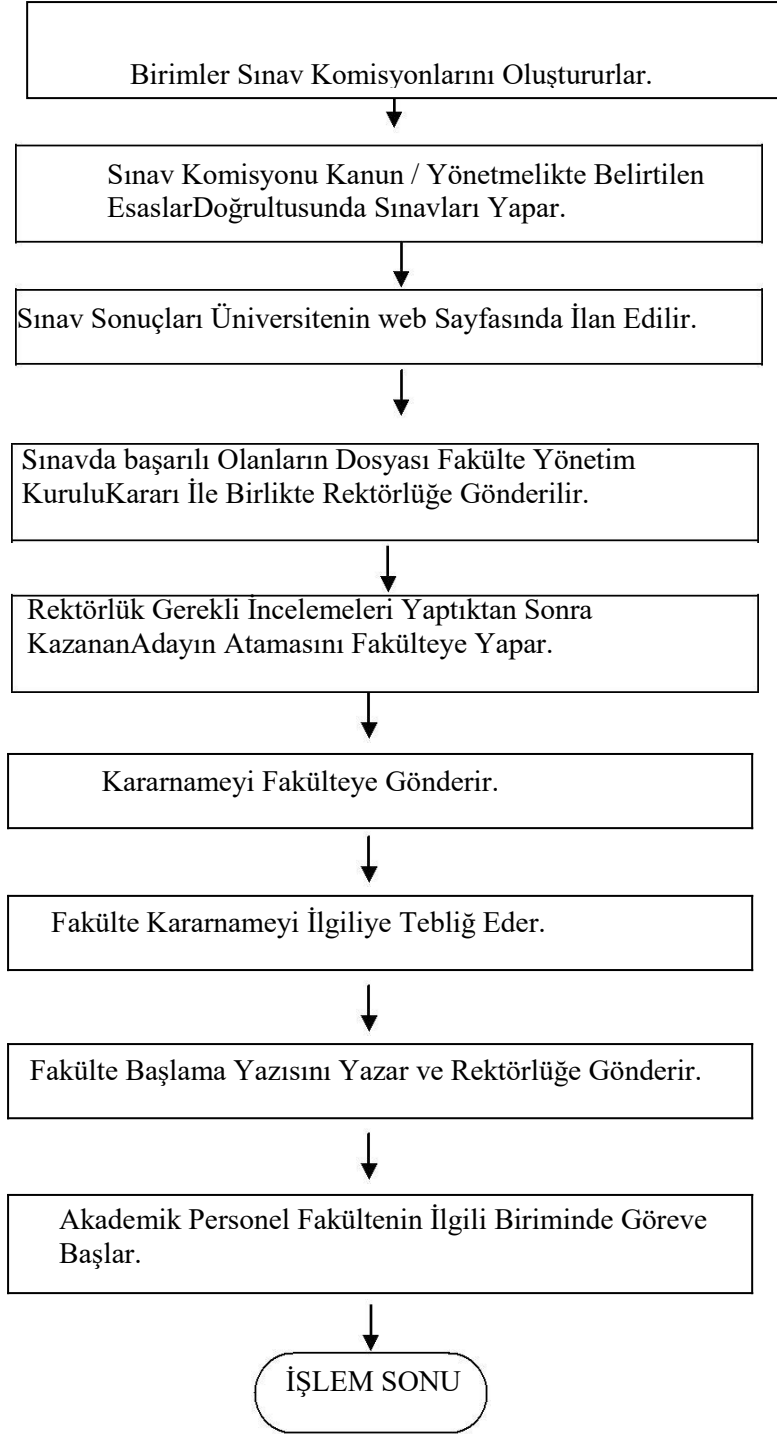 Birimler Sınav Komisyonlarını Oluştururlar.
Sınav Komisyonu Kanun / Yönetmelikte Belirtilen
EsaslarDoğrultusunda Sınavları Yapar.
Sınav Sonuçları Üniversitenin web Sayfasında İlan Edilir.
Sınavda başarılı Olanların Dosyası Fakülte Yönetim
KuruluKararı İle Birlikte Rektörlüğe Gönderilir.
Rektörlük Gerekli İncelemeleri Yaptıktan Sonra
KazananAdayın Atamasını Fakülteye Yapar.
Kararnameyi Fakülteye Gönderir.
Fakülte Kararnameyi İlgiliye Tebliğ Eder.
Fakülte Başlama Yazısını Yazar ve Rektörlüğe Gönderir.
Akademik Personel Fakültenin İlgili Biriminde Göreve
Başlar.
İŞLEM SONU